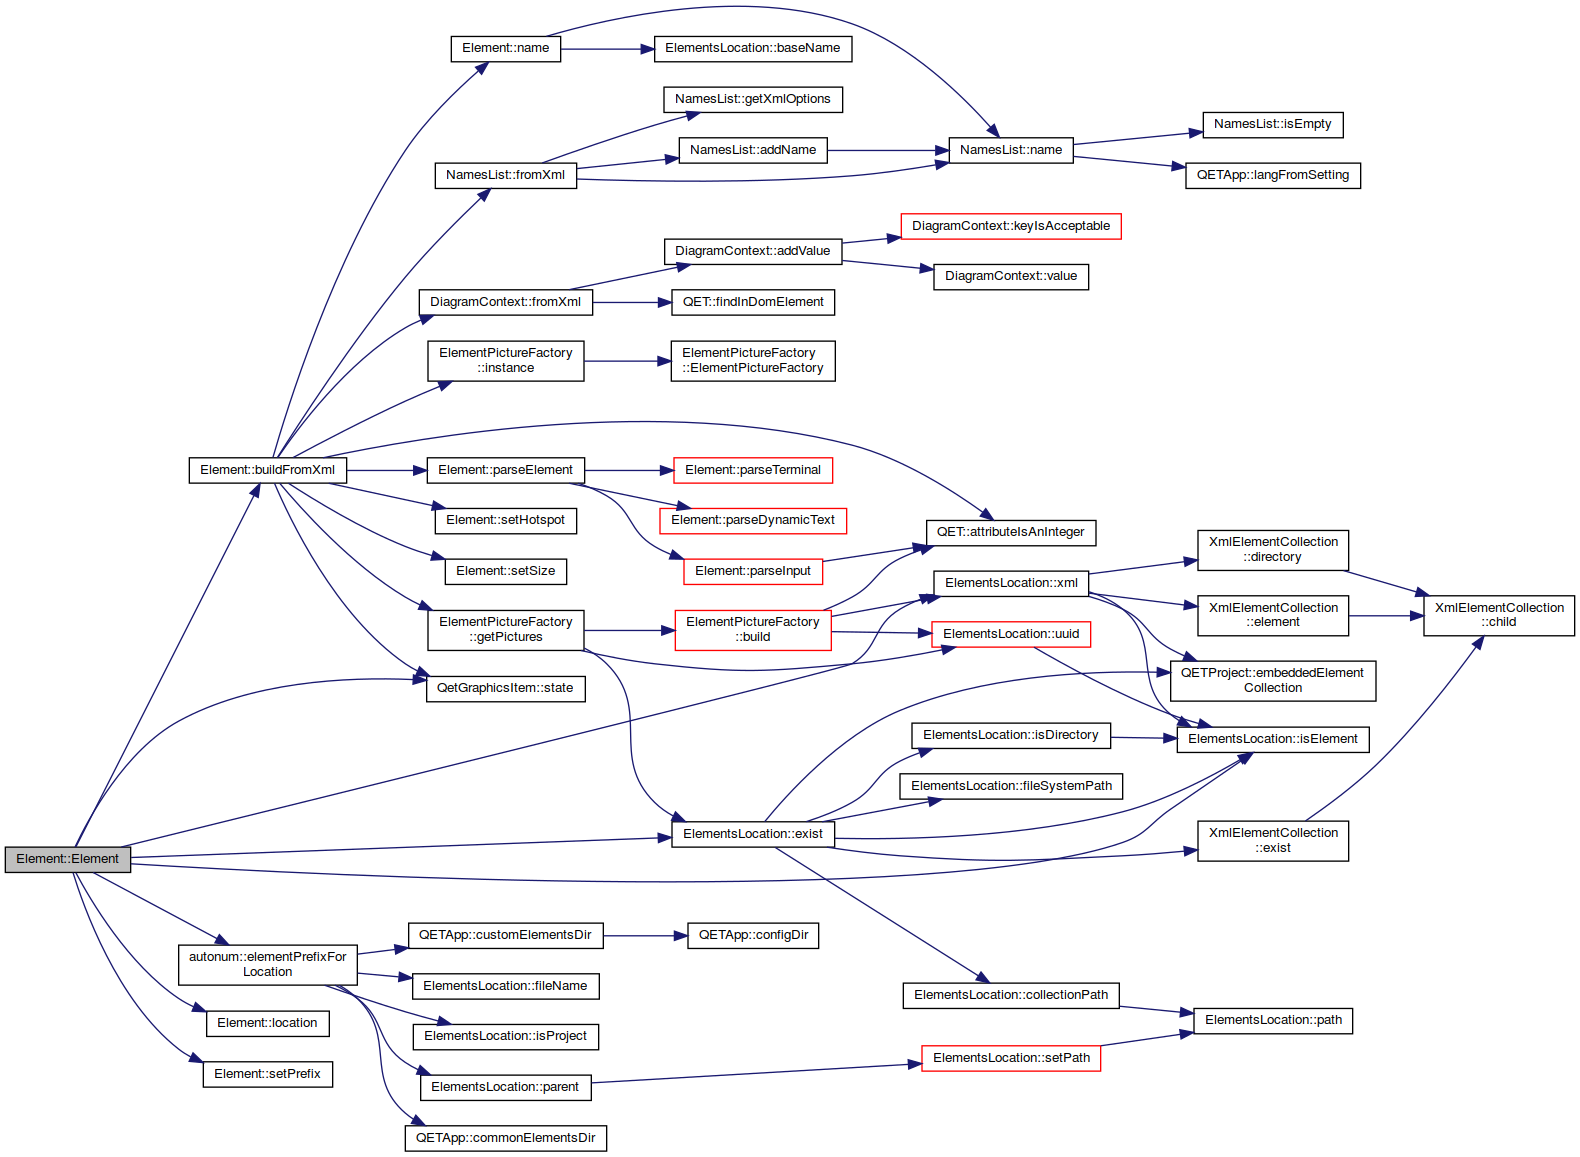 Element::name
ElementsLocation::baseName
NamesList::getXmlOptions
NamesList::isEmpty
NamesList::addName
NamesList::name
NamesList::fromXml
QETApp::langFromSetting
DiagramContext::keyIsAcceptable
DiagramContext::addValue
DiagramContext::value
DiagramContext::fromXml
QET::findInDomElement
ElementPictureFactory
::instance
ElementPictureFactory
::ElementPictureFactory
Element::buildFromXml
Element::parseElement
Element::parseTerminal
Element::setHotspot
Element::parseDynamicText
QET::attributeIsAnInteger
Element::setSize
Element::parseInput
ElementsLocation::xml
XmlElementCollection
::directory
XmlElementCollection
::element
XmlElementCollection
::child
ElementPictureFactory
::getPictures
ElementPictureFactory
::build
ElementsLocation::uuid
QetGraphicsItem::state
QETProject::embeddedElement
Collection
ElementsLocation::isDirectory
ElementsLocation::isElement
ElementsLocation::fileSystemPath
ElementsLocation::exist
XmlElementCollection
::exist
Element::Element
QETApp::customElementsDir
QETApp::configDir
autonum::elementPrefixFor
Location
ElementsLocation::fileName
ElementsLocation::collectionPath
Element::location
ElementsLocation::isProject
ElementsLocation::path
Element::setPrefix
ElementsLocation::parent
ElementsLocation::setPath
QETApp::commonElementsDir